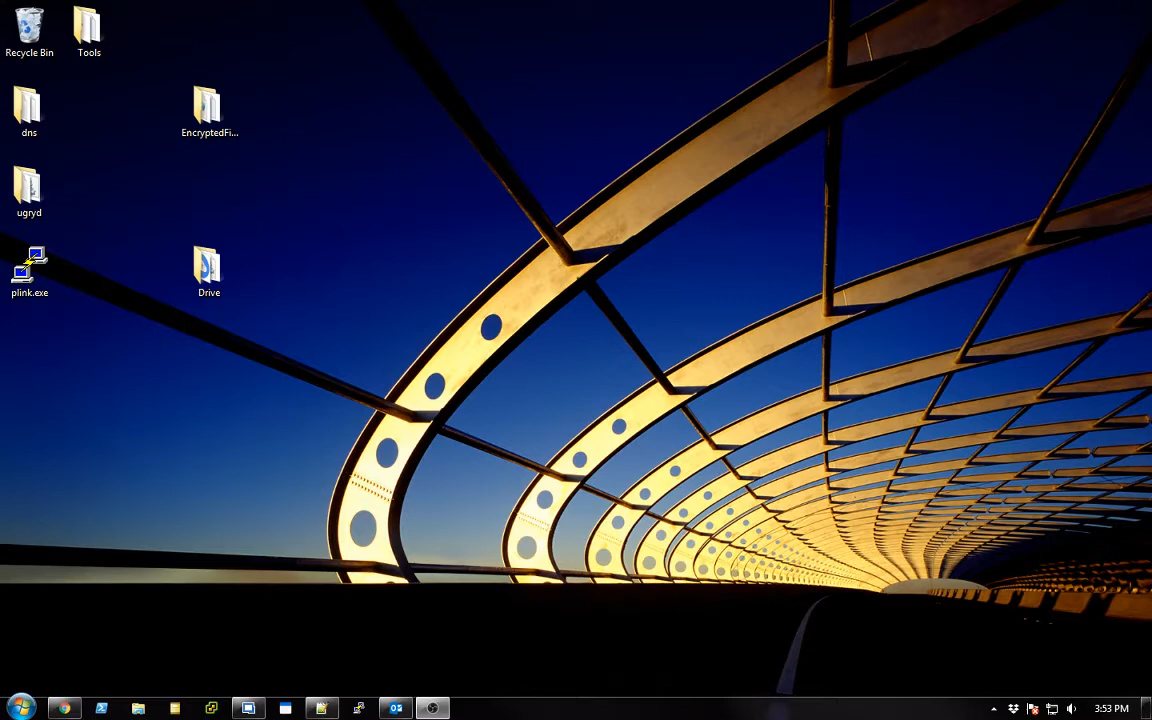 Recycle Bin
Tools
dns
EncryptedFi...
ugryd
plink.exe
Drive
3:53 PM